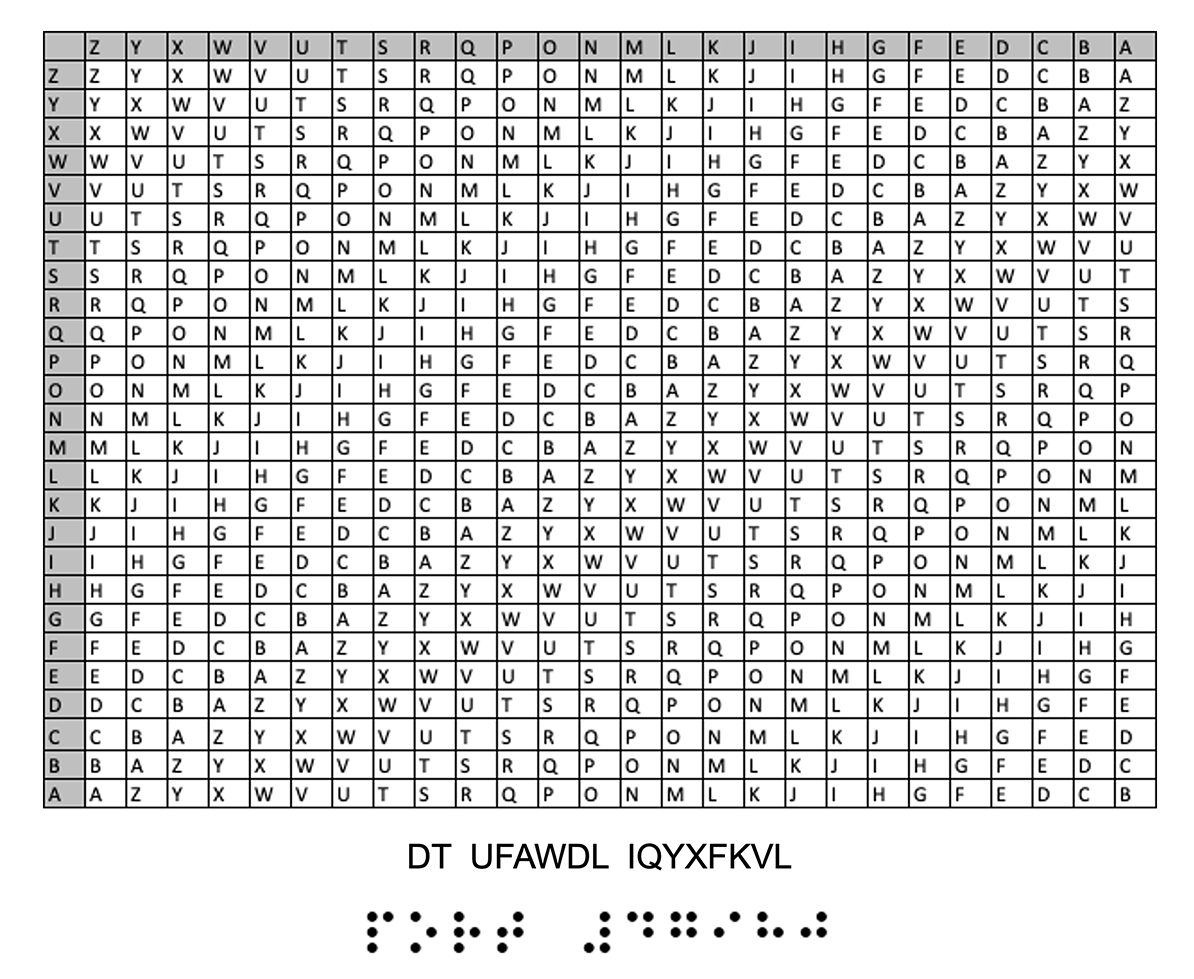 Z Y X W V U T S R Q P O N M L K J I H G F E D C B A
Z Z Y X W V U T S R Q P O N M L K J I H G F E D C B A
Y Y X W V U T S R Q P O N M L K J I H G F E D C B A Z
X X W V U T S R Q P O N M L K J I H G F E D C B A Z Y
W W V U T S R Q P O N M L K J I H G F E D C B A Z Y X
V V U T S R Q P O N M L K J I H G F E D C B A Z Y X W
U U T S R Q P O N M L K J I H G F E D C B A Z Y X W V
T T S R Q P O N M L K J I H G F E D C B A Z Y X W V U
S S R Q P O N M L K J I H G F E D C B A Z Y X W V U T
R R Q P O N M L K J I H G F E D C B A Z Y X W V U T S
Q Q P O N M L K J I H G F E D C B A Z Y X W V U T S R
P P O N M L K J I H G F E D C B A Z Y X W V U T S R Q
O O N M L K J I H G F E D C B A Z Y X W V U T S R Q P
N N M L K J I H G F E D C B A Z Y X W V U T S R Q P O
M M L K J I H G F E D C B A Z Y X W V U T S R Q P O N
L L K J I H G F E D C B A Z Y X W V U T S R Q P O N M
K K J I H G F E D C B A Z Y X W V U T S R Q P O N M L
J J I H G F E D C B A Z Y X W V U T S R Q P O N M L K
I I H G F E D C B A Z Y X W V U T S R Q P O N M L K J
H H G F E D C B A Z Y X W V U T S R Q P O N M L K J I
G G F E D C B A Z Y X W V U T S R Q P O N M L K J I H
F F E D C B A Z Y X W V U T S R Q P O N M L K J I H G
E E D C B A Z Y X W V U T S R Q P O N M L K J I H G F
D D C B A Z Y X W V U T S R Q P O N M L K J I H G F E
C C B A Z Y X W V U T S R Q P O N M L K J I H G F E D
B B A Z Y X W V U T S R Q P O N M L K J I H G F E D C
A A Z Y X W V U T S R Q P O N M L K J I H G F E D C B
DT UFAWDL IQYXFKVL
⠏⠕⠗⠞ ⠼⠙⠛⠊⠓⠚